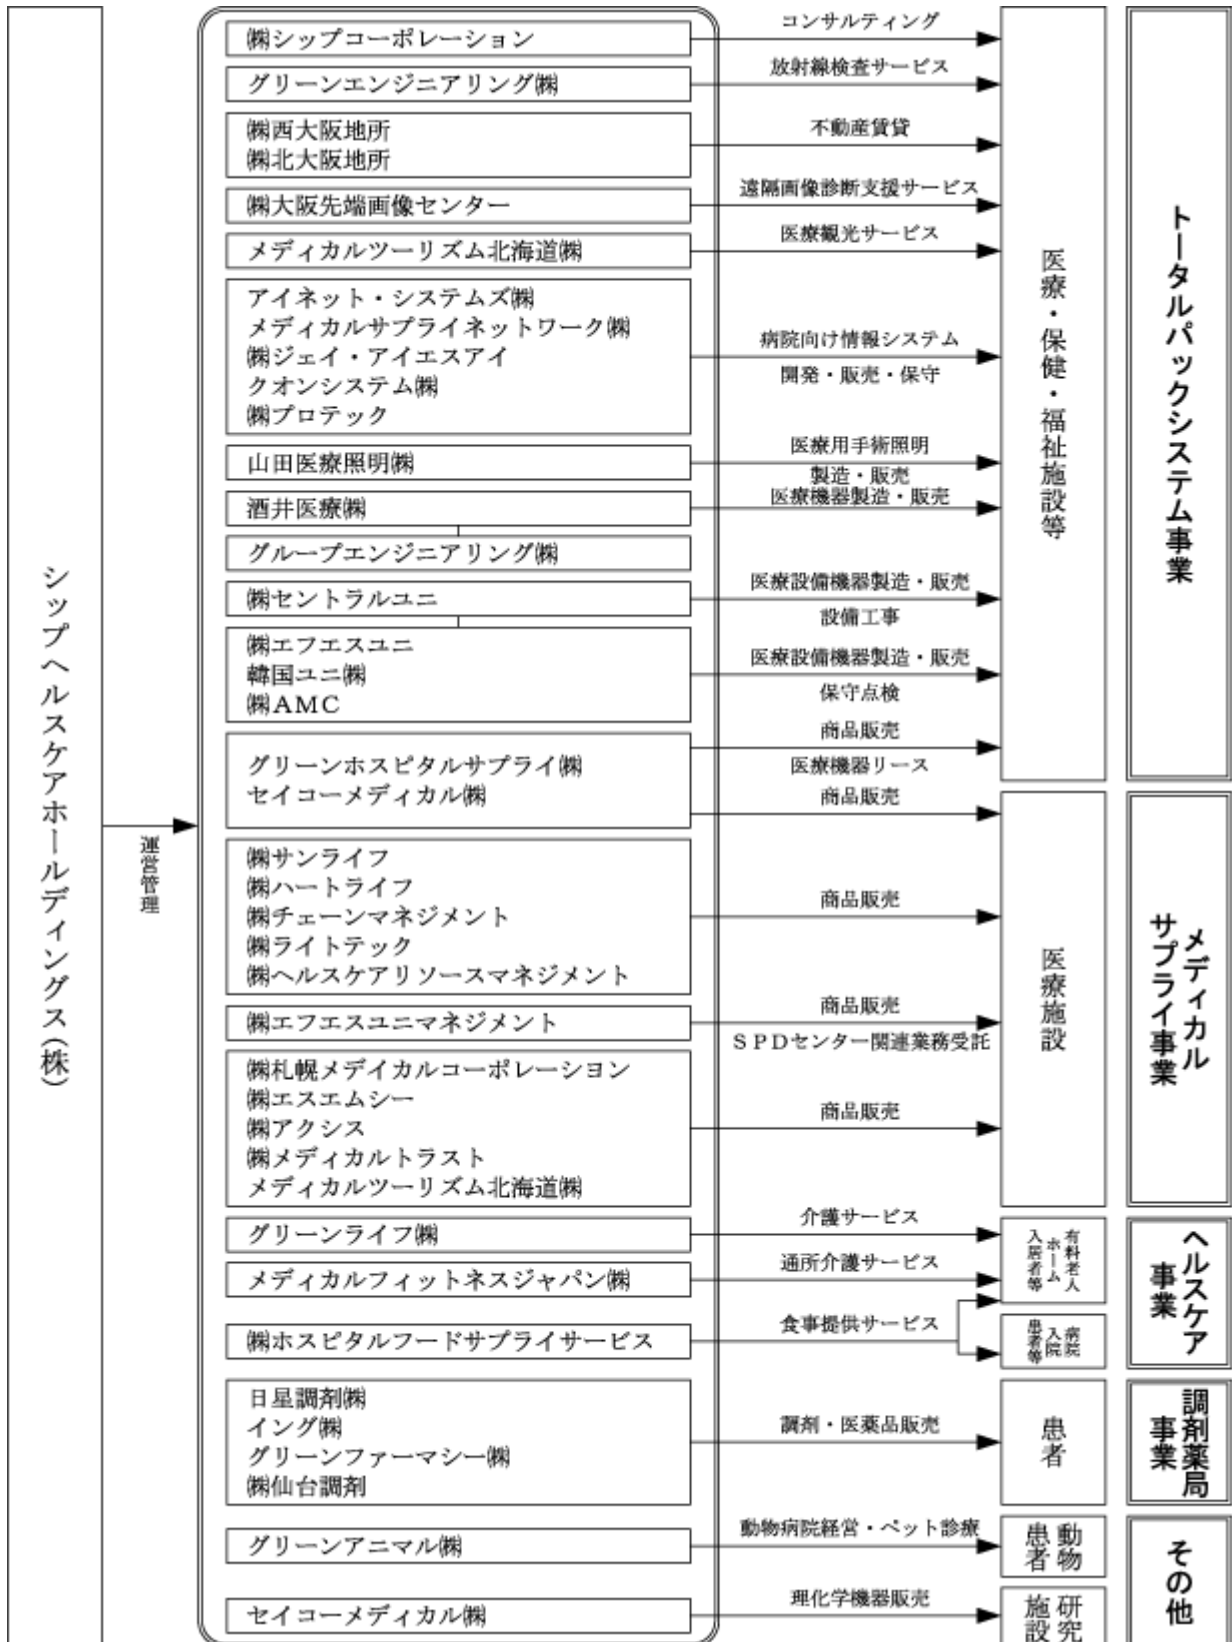 シップヘルスケアホールディングス(株)
運営管理
㈱シップコーポレーション
コンサルティング
グリーンエンジニアリング㈱
放射線検査サービス
㈱西大阪地所
㈱北大阪地所
不動産賃貸
㈱大阪先端画像センター
遠隔画像診断支援サービス
メディカルツーリズム北海道㈱
医療観光サービス
アイネット・システムズ㈱
メディカルサプライネットワーク㈱
㈱ジェイ・アイエスアイ
クオンシステム㈱
㈱プロテック
病院向け情報システム
開発・販売・保守
山田医療照明㈱
医療用手術照明
製造・販売
酒井医療㈱
医療機器製造・販売
グループエンジニアリング㈱
㈱セントラルユニ
医療設備機器製造・販売
設備工事
㈱エフエスユニ
韓国ユニ㈱
㈱AMC
医療設備機器製造・販売
保守点検
グリーンホスピタルサプライ㈱
セイコーメディカル㈱
商品販売
医療機器リース
商品販売
医療・保健・福祉施設等
トータルパックシステム事業
㈱サンライフ
㈱ハートライフ
㈱チェーンマネジメント
㈱ライトテック
㈱ヘルスケアリソースマネジメント
商品販売
㈱エフエスユニマネジメント
商品販売
SPDセンター関連業務受託
㈱札幌メデイカルコーポレーシヨン
㈱エスエムシー
㈱アクシス
㈱メディカルトラスト
メディカルツーリズム北海道㈱
商品販売
医療施設
メディカル
サプライ事業
グリーンライフ㈱
介護サービス
メディカルフィットネスジャパン㈱
通所介護サービス
有料老人
ホーム
入居者等
㈱ホスピタルフードサプライサービス
食事提供サービス
病院
入院
患者等
ヘルスケア
事業
日星調剤㈱
イング㈱
グリーンファーマシー㈱
㈱仙台調剤
調剤・医薬品販売
患者
調剤薬局
事業
グリーンアニマル㈱
動物病院経営・ペット診療
動物
患者
セイコーメディカル㈱
理化学機器販売
研究
施設
その他